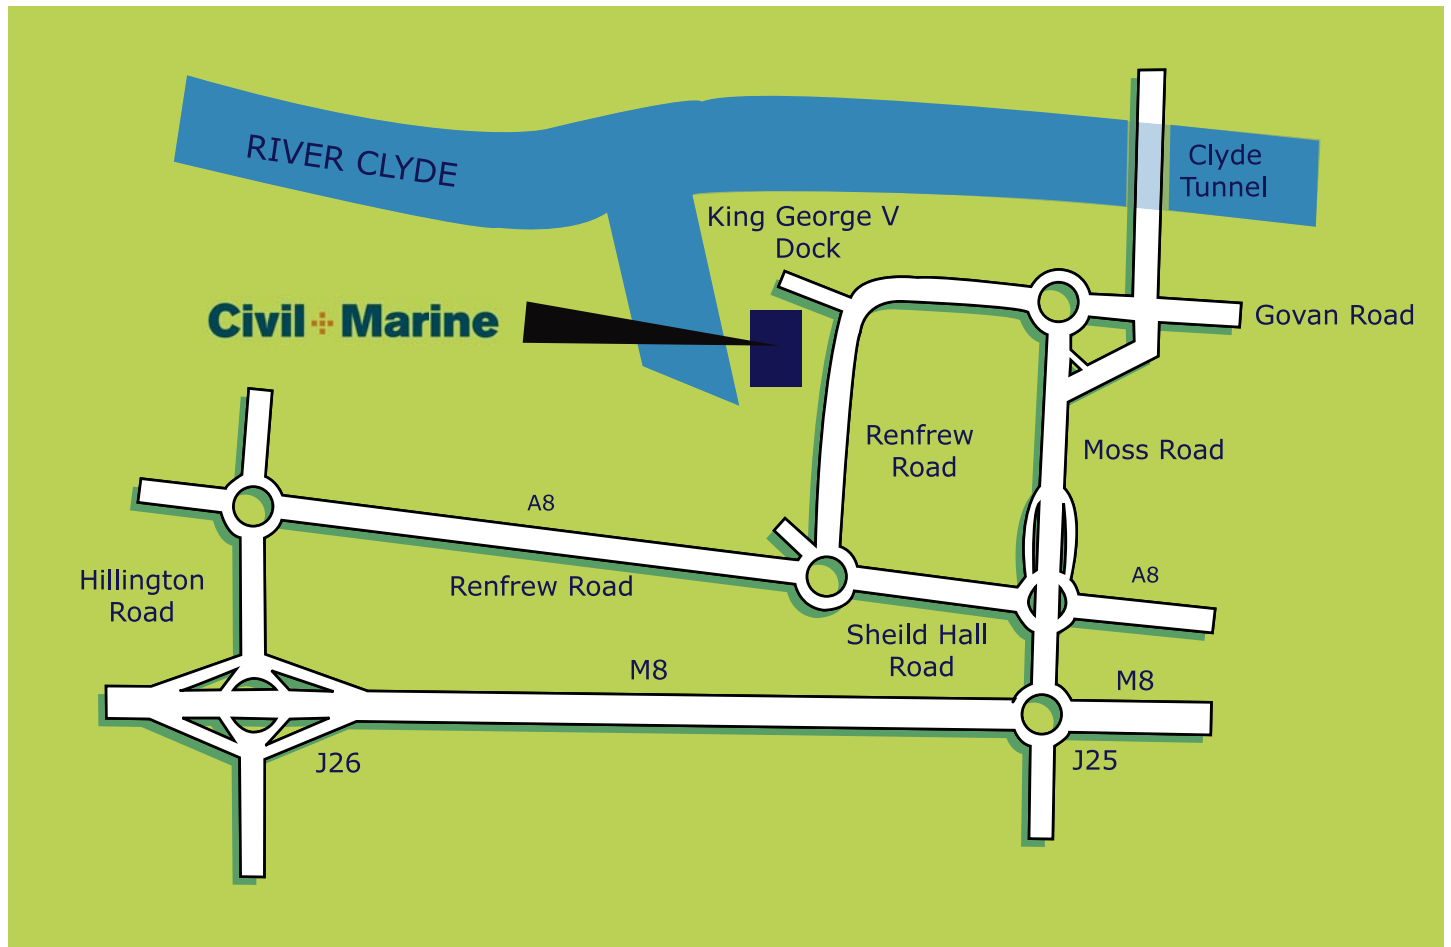 RIVER CLYDE
Clyde
Tunnel
King George V
Dock
Civil Marine
Govan Road
Renfrew
Road
Moss Road
A8
Hillington
Road
Renfrew Road
A8
Sheild Hall
Road
M8
M8
J26
J25